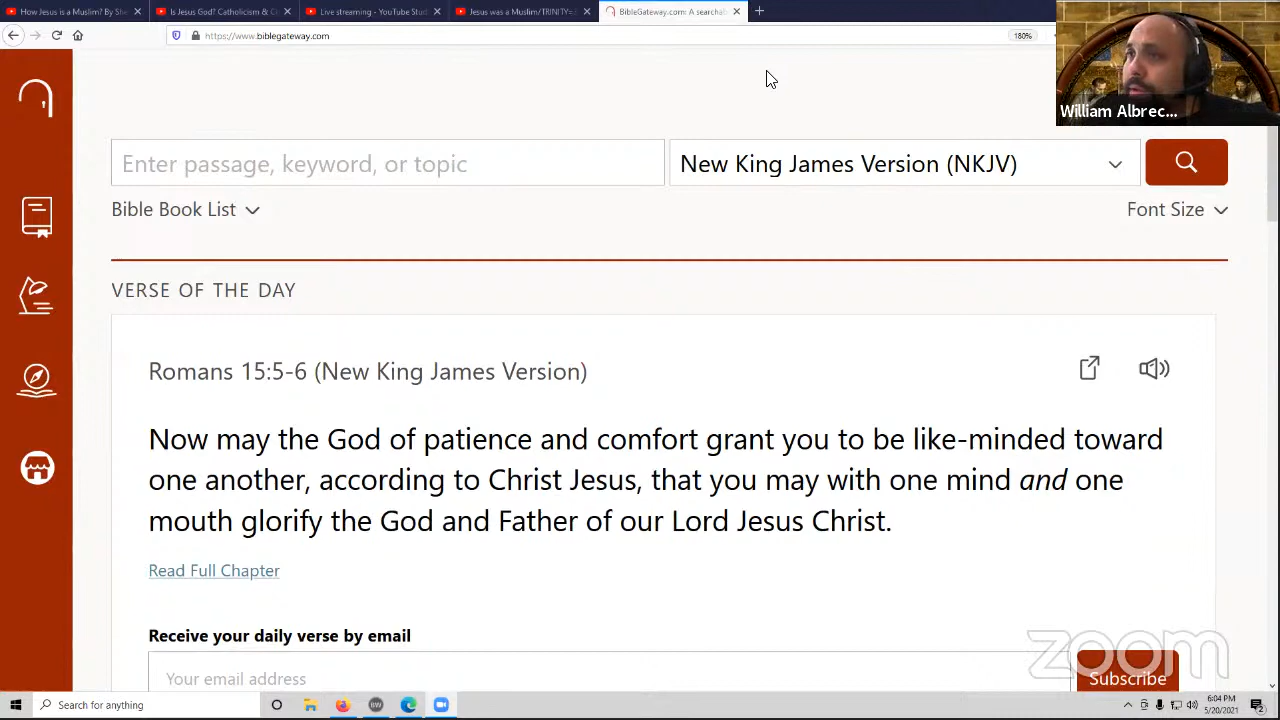 How Jesus is a Muslim? By She
Is Jesus God? Catholicism & C
Live streaming - YouTube Stud
Jesus was a Muslim/TRINITY=
BibleGateway.com: A searchab
https://www.biblegateway.com
180%
William Albrec...
Enter passage, keyword, or topic
New King James Version (NKJV)
Bible Book List
Font Size
VERSE OF THE DAY
Romans 15:5-6 (New King James Version)
Now may the God of patience and comfort grant you to be like-minded toward
one another, according to Christ Jesus, that you may with one mind and one
mouth glorify the God and Father of our Lord Jesus Christ.
Read Full Chapter
Receive your daily verse by email
Your email address
Subscribe
zoom
Search for anything
BW
6:04 PM
5/20/2021
2